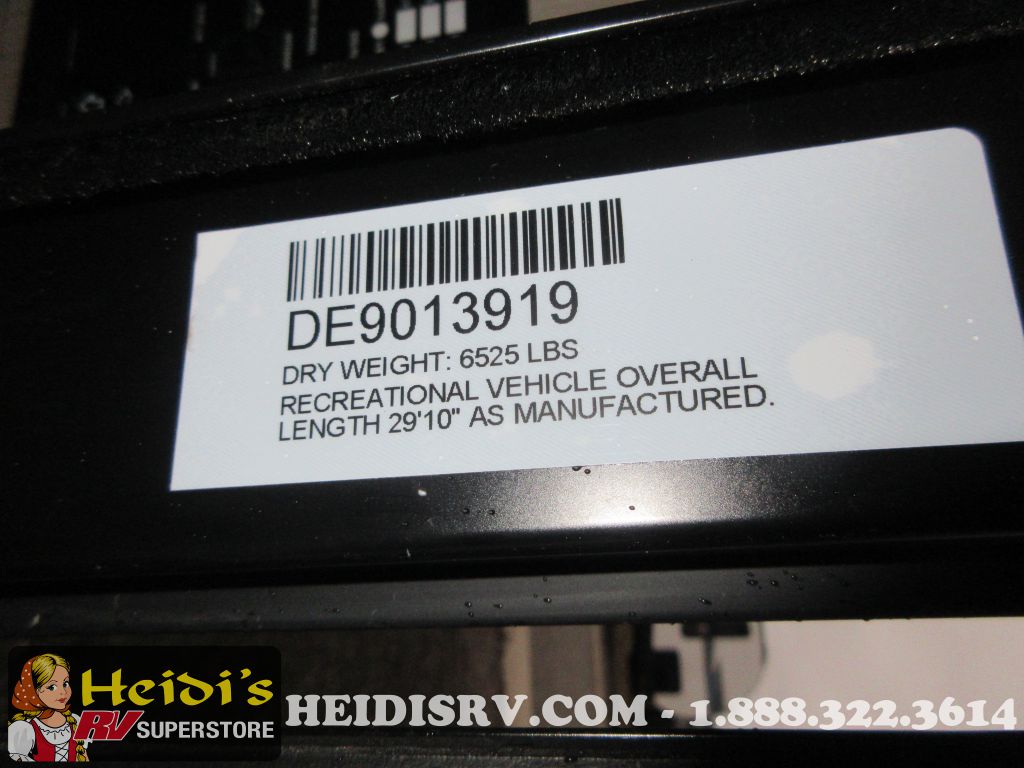 DE9013919
DRY WEIGHT: 6525 LBS
RECREATIONAL VEHICLE OVERALL
LENGTH 29'10" AS MANUFACTURED.
Heidi's
RV SUPERSTORE
HEIDISRV.COM - 1.888.322.3614